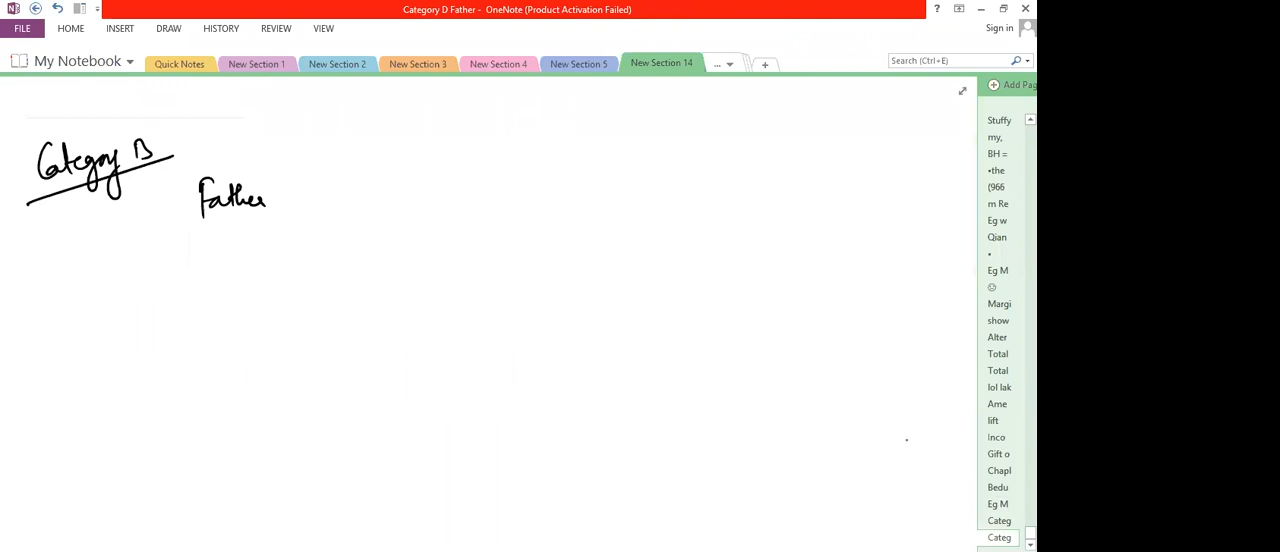 Category D Father - OneNote (Product Activation Failed)
?
FILE HOME INSERT DRAW HISTORY REVIEW VIEW
Sign in
My Notebook
Quick Notes New Section 1 New Section 2 New Section 3 New Section 4 New Section 5 New Section 14 ... +
Search (Ctrl+E)
Add Pag
Category B
Father
Stuffy
my,
BH =
•the
(966
m Re
Eg w
Qian
•
Eg M
☺
Margi
show
Alter
Total
Total
lol lak
Ame
lift
Inco
Gift o
Chapl
Bedu
Eg M
Categ
Categ